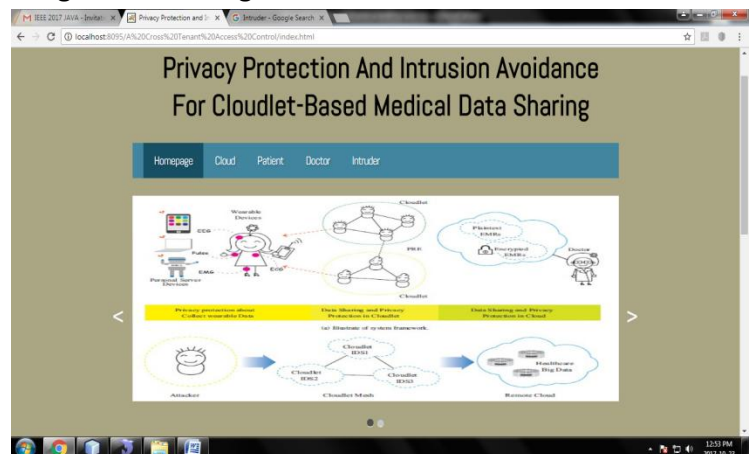 IEEE 2017 JAVA - Invitati
Privacy Protection and In
Intruder - Google Search
localhost:8095/A%20Cross%20Tenant%20Access%20Control/index.html
Privacy Protection And Intrusion Avoidance
For Cloudlet-Based Medical Data Sharing
Homepage Cloud Patient Doctor Intruder
Cloudlet
Wearable
Devices
ECG
Pulse
EMG
ECG
Personal Server
Devices
PRE
Cloudlet
Plaintext
EMRs
Encrypted
EMRs
Doctor
Privacy protection about
Collect wearable Data
Data Sharing and Privacy
Protection in Cloudlet
Data Sharing and Privacy
Protection in Cloud
(a) Illustrate of system framework.
Cloudlet
IDS1
Cloudlet
IDS2
Cloudlet
IDS3
Healthcare
Big Data
Attacker
Cloudlet Mesh
Remote Cloud
< >
12:53 PM